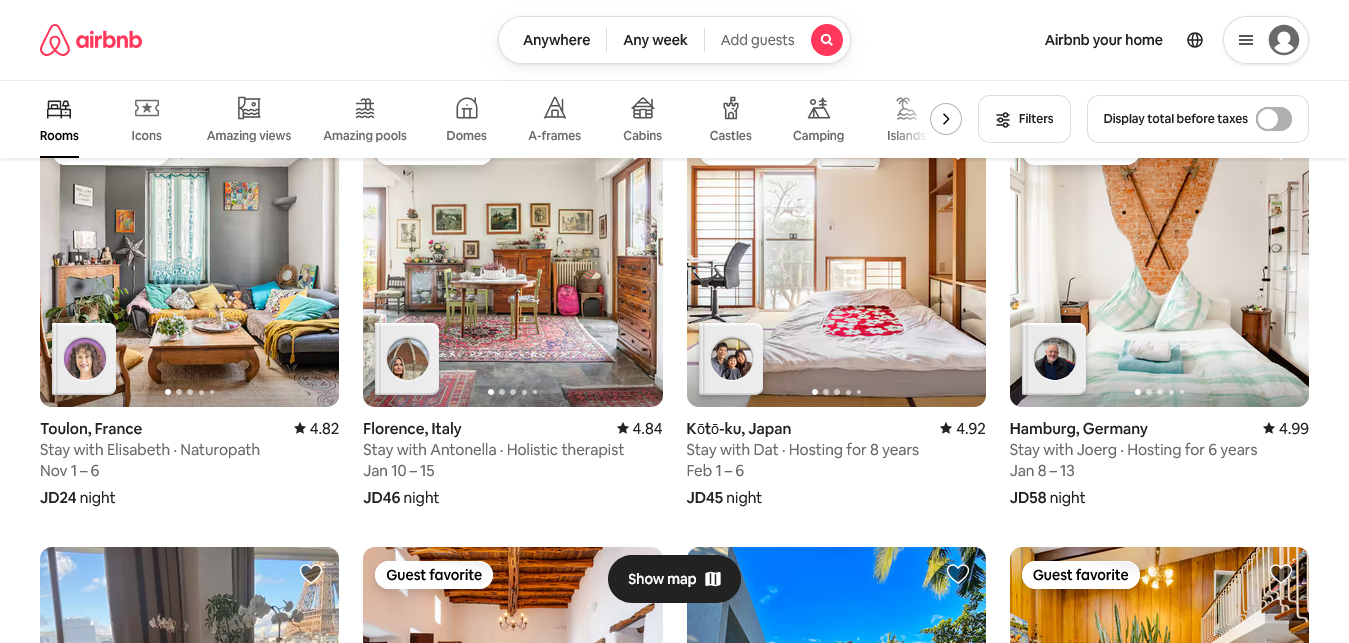 airbnb
Anywhere
Any week
Add guests
Airbnb your home
Rooms
Icons
Amazing views
Amazing pools
Domes
A-frames
Cabins
Castles
Camping
Islands
Filters
Display total before taxes
Toulon, France
4.82
Stay with Elisabeth · Naturopath
Nov 1 – 6
JD24 night
Florence, Italy
4.84
Stay with Antonella · Holistic therapist
Jan 10 – 15
JD46 night
Kōtō-ku, Japan
4.92
Stay with Dat · Hosting for 8 years
Feb 1 – 6
JD45 night
Hamburg, Germany
4.99
Stay with Joerg · Hosting for 6 years
Jan 8 – 13
JD58 night
Guest favorite
Show map
Guest favorite